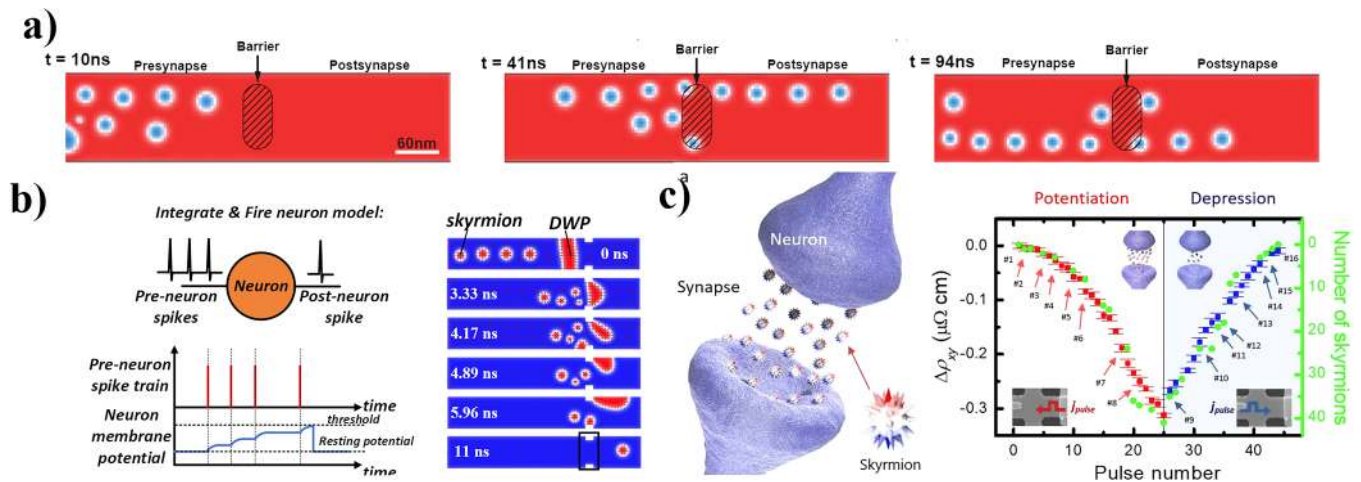 a)
t = 10ns
Presynapse
Barrier
Postsynapse
60nm
t = 41ns
Presynapse
Barrier
Postsynapse
t = 94ns
Presynapse
Barrier
Postsynapse
b)
Integrate & Fire neuron model:
Neuron
Pre-neuron
spikes
Post-neuron
spike
Pre-neuron
spike train
time
threshold
Neuron
membrane
potential
Resting potential
time
skyrmion
DWP
0 ns
3.33 ns
4.17 ns
4.89 ns
5.96 ns
11 ns
c)
a
Neuron
Synapse
Skyrmion
Potentiation
Depression
Δρxy (μΩ cm)
0.0
-0.1
-0.2
-0.3
#1
#2
#3
#4
#5
#6
#7
#8
#9
#10
#11
#12
#13
#14
#15
#16
jpulse
jpulse
0
10
20
30
40
Number of skyrmions
0
10
20
30
40
Pulse number